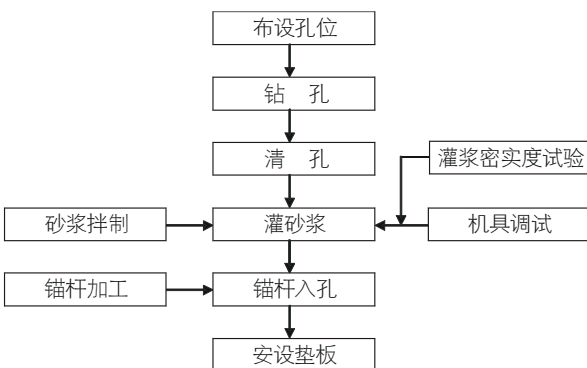 布设孔位
钻 孔
清 孔
灌浆密实度试验
砂浆拌制
灌砂浆
机具调试
锚杆加工
锚杆入孔
安设垫板